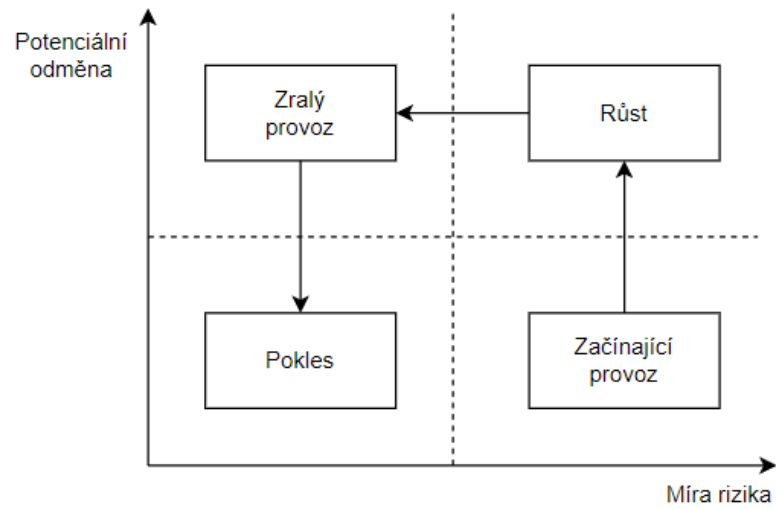 Potenciální
odměna
Zralý
provoz
Růst
Pokles
Začínající
provoz
Míra rizika